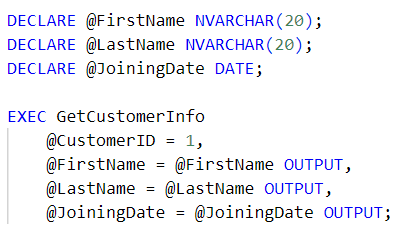 DECLARE @FirstName NVARCHAR(20);
DECLARE @LastName NVARCHAR(20);
DECLARE @JoiningDate DATE;
EXEC GetCustomerInfo
@CustomerID = 1,
@FirstName = @FirstName OUTPUT,
@LastName = @LastName OUTPUT,
@JoiningDate = @JoiningDate OUTPUT;